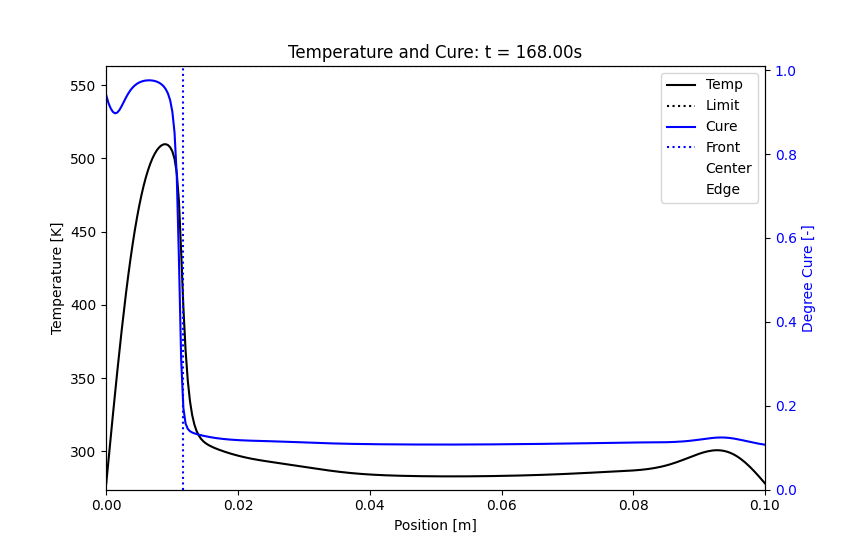 Temperature and Cure: t = 168.00s
Temperature [K]
550
500
450
400
350
300
Temp
Limit
Cure
Front
Center
Edge
1.0
0.8
0.6
0.4
0.2
0.0
Degree Cure [-]
0.00
0.02
0.04
0.06
0.08
0.10
Position [m]